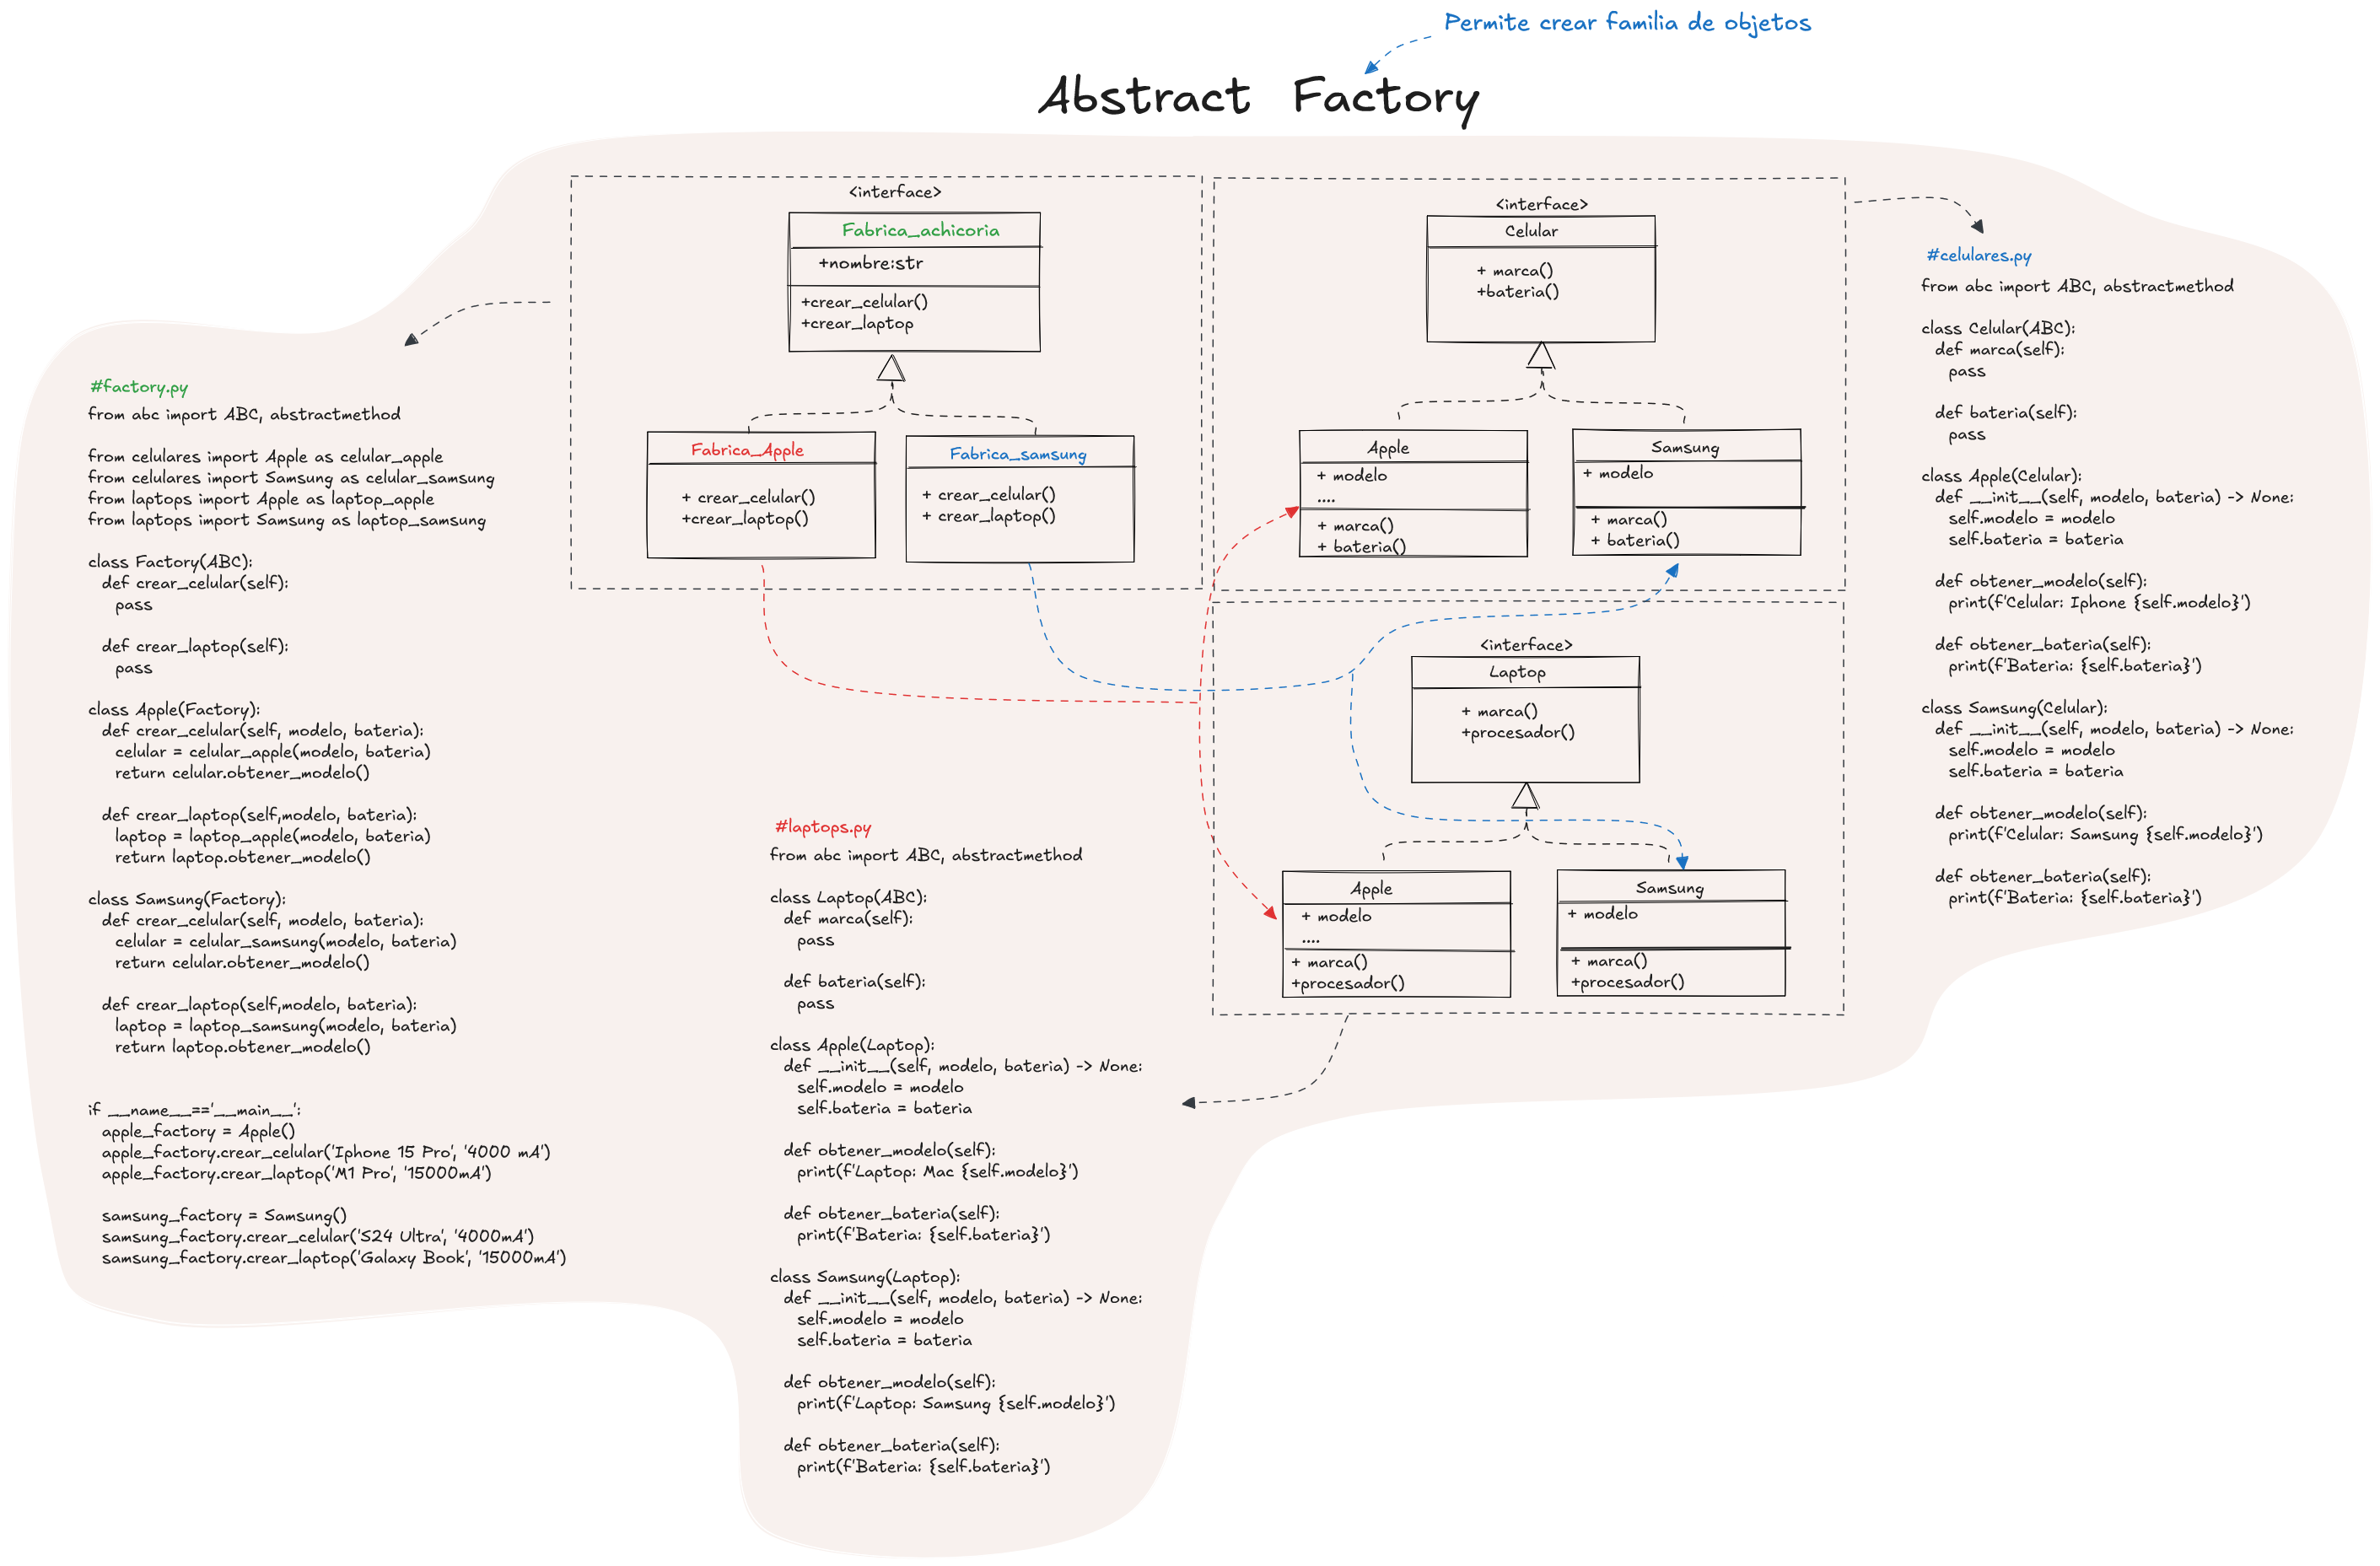 Permite crear familia de objetos
Abstract Factory
<interface>
Fabrica_achicoria
+nombre:str
+crear_celular()
+crear_laptop
Fabrica_Apple
+ crear_celular()
+crear_laptop()
Fabrica_samsung
+ crear_celular()
+ crear_laptop()
<interface>
Celular
+ marca()
+bateria()
Apple
+ modelo
....
+ marca()
+ bateria()
Samsung
+ modelo
+ marca()
+ bateria()
<interface>
Laptop
+ marca()
+procesador()
Apple
+ modelo
....
+ marca()
+procesador()
Samsung
+ modelo
+ marca()
+procesador()
#factory.py
from abc import ABC, abstractmethod
from celulares import Apple as celular_apple
from celulares import Samsung as celular_samsung
from laptops import Apple as laptop_apple
from laptops import Samsung as laptop_samsung
class Factory(ABC):
def crear_celular(self):
pass
def crear_laptop(self):
pass
class Apple(Factory):
def crear_celular(self, modelo, bateria):
celular = celular_apple(modelo, bateria)
return celular.obtener_modelo()
def crear_laptop(self,modelo, bateria):
laptop = laptop_apple(modelo, bateria)
return laptop.obtener_modelo()
class Samsung(Factory):
def crear_celular(self, modelo, bateria):
celular = celular_samsung(modelo, bateria)
return celular.obtener_modelo()
def crear_laptop(self,modelo, bateria):
laptop = laptop_samsung(modelo, bateria)
return laptop.obtener_modelo()
if __name__=='__main__':
apple_factory = Apple()
apple_factory.crear_celular('Iphone 15 Pro', '4000 mA')
apple_factory.crear_laptop('M1 Pro', '15000mA')
samsung_factory = Samsung()
samsung_factory.crear_celular('S24 Ultra', '4000mA')
samsung_factory.crear_laptop('Galaxy Book', '15000mA')
#laptops.py
from abc import ABC, abstractmethod
class Laptop(ABC):
def marca(self):
pass
def bateria(self):
pass
class Apple(Laptop):
def __init__(self, modelo, bateria) -> None:
self.modelo = modelo
self.bateria = bateria
def obtener_modelo(self):
print(f'Laptop: Mac {self.modelo}')
def obtener_bateria(self):
print(f'Bateria: {self.bateria}')
class Samsung(Laptop):
def __init__(self, modelo, bateria) -> None:
self.modelo = modelo
self.bateria = bateria
def obtener_modelo(self):
print(f'Laptop: Samsung {self.modelo}')
def obtener_bateria(self):
print(f'Bateria: {self.bateria}')
#celulares.py
from abc import ABC, abstractmethod
class Celular(ABC):
def marca(self):
pass
def bateria(self):
pass
class Apple(Celular):
def __init__(self, modelo, bateria) -> None:
self.modelo = modelo
self.bateria = bateria
def obtener_modelo(self):
print(f'Celular: Iphone {self.modelo}')
def obtener_bateria(self):
print(f'Bateria: {self.bateria}')
class Samsung(Celular):
def __init__(self, modelo, bateria) -> None:
self.modelo = modelo
self.bateria = bateria
def obtener_modelo(self):
print(f'Celular: Samsung {self.modelo}')
def obtener_bateria(self):
print(f'Bateria: {self.bateria}')